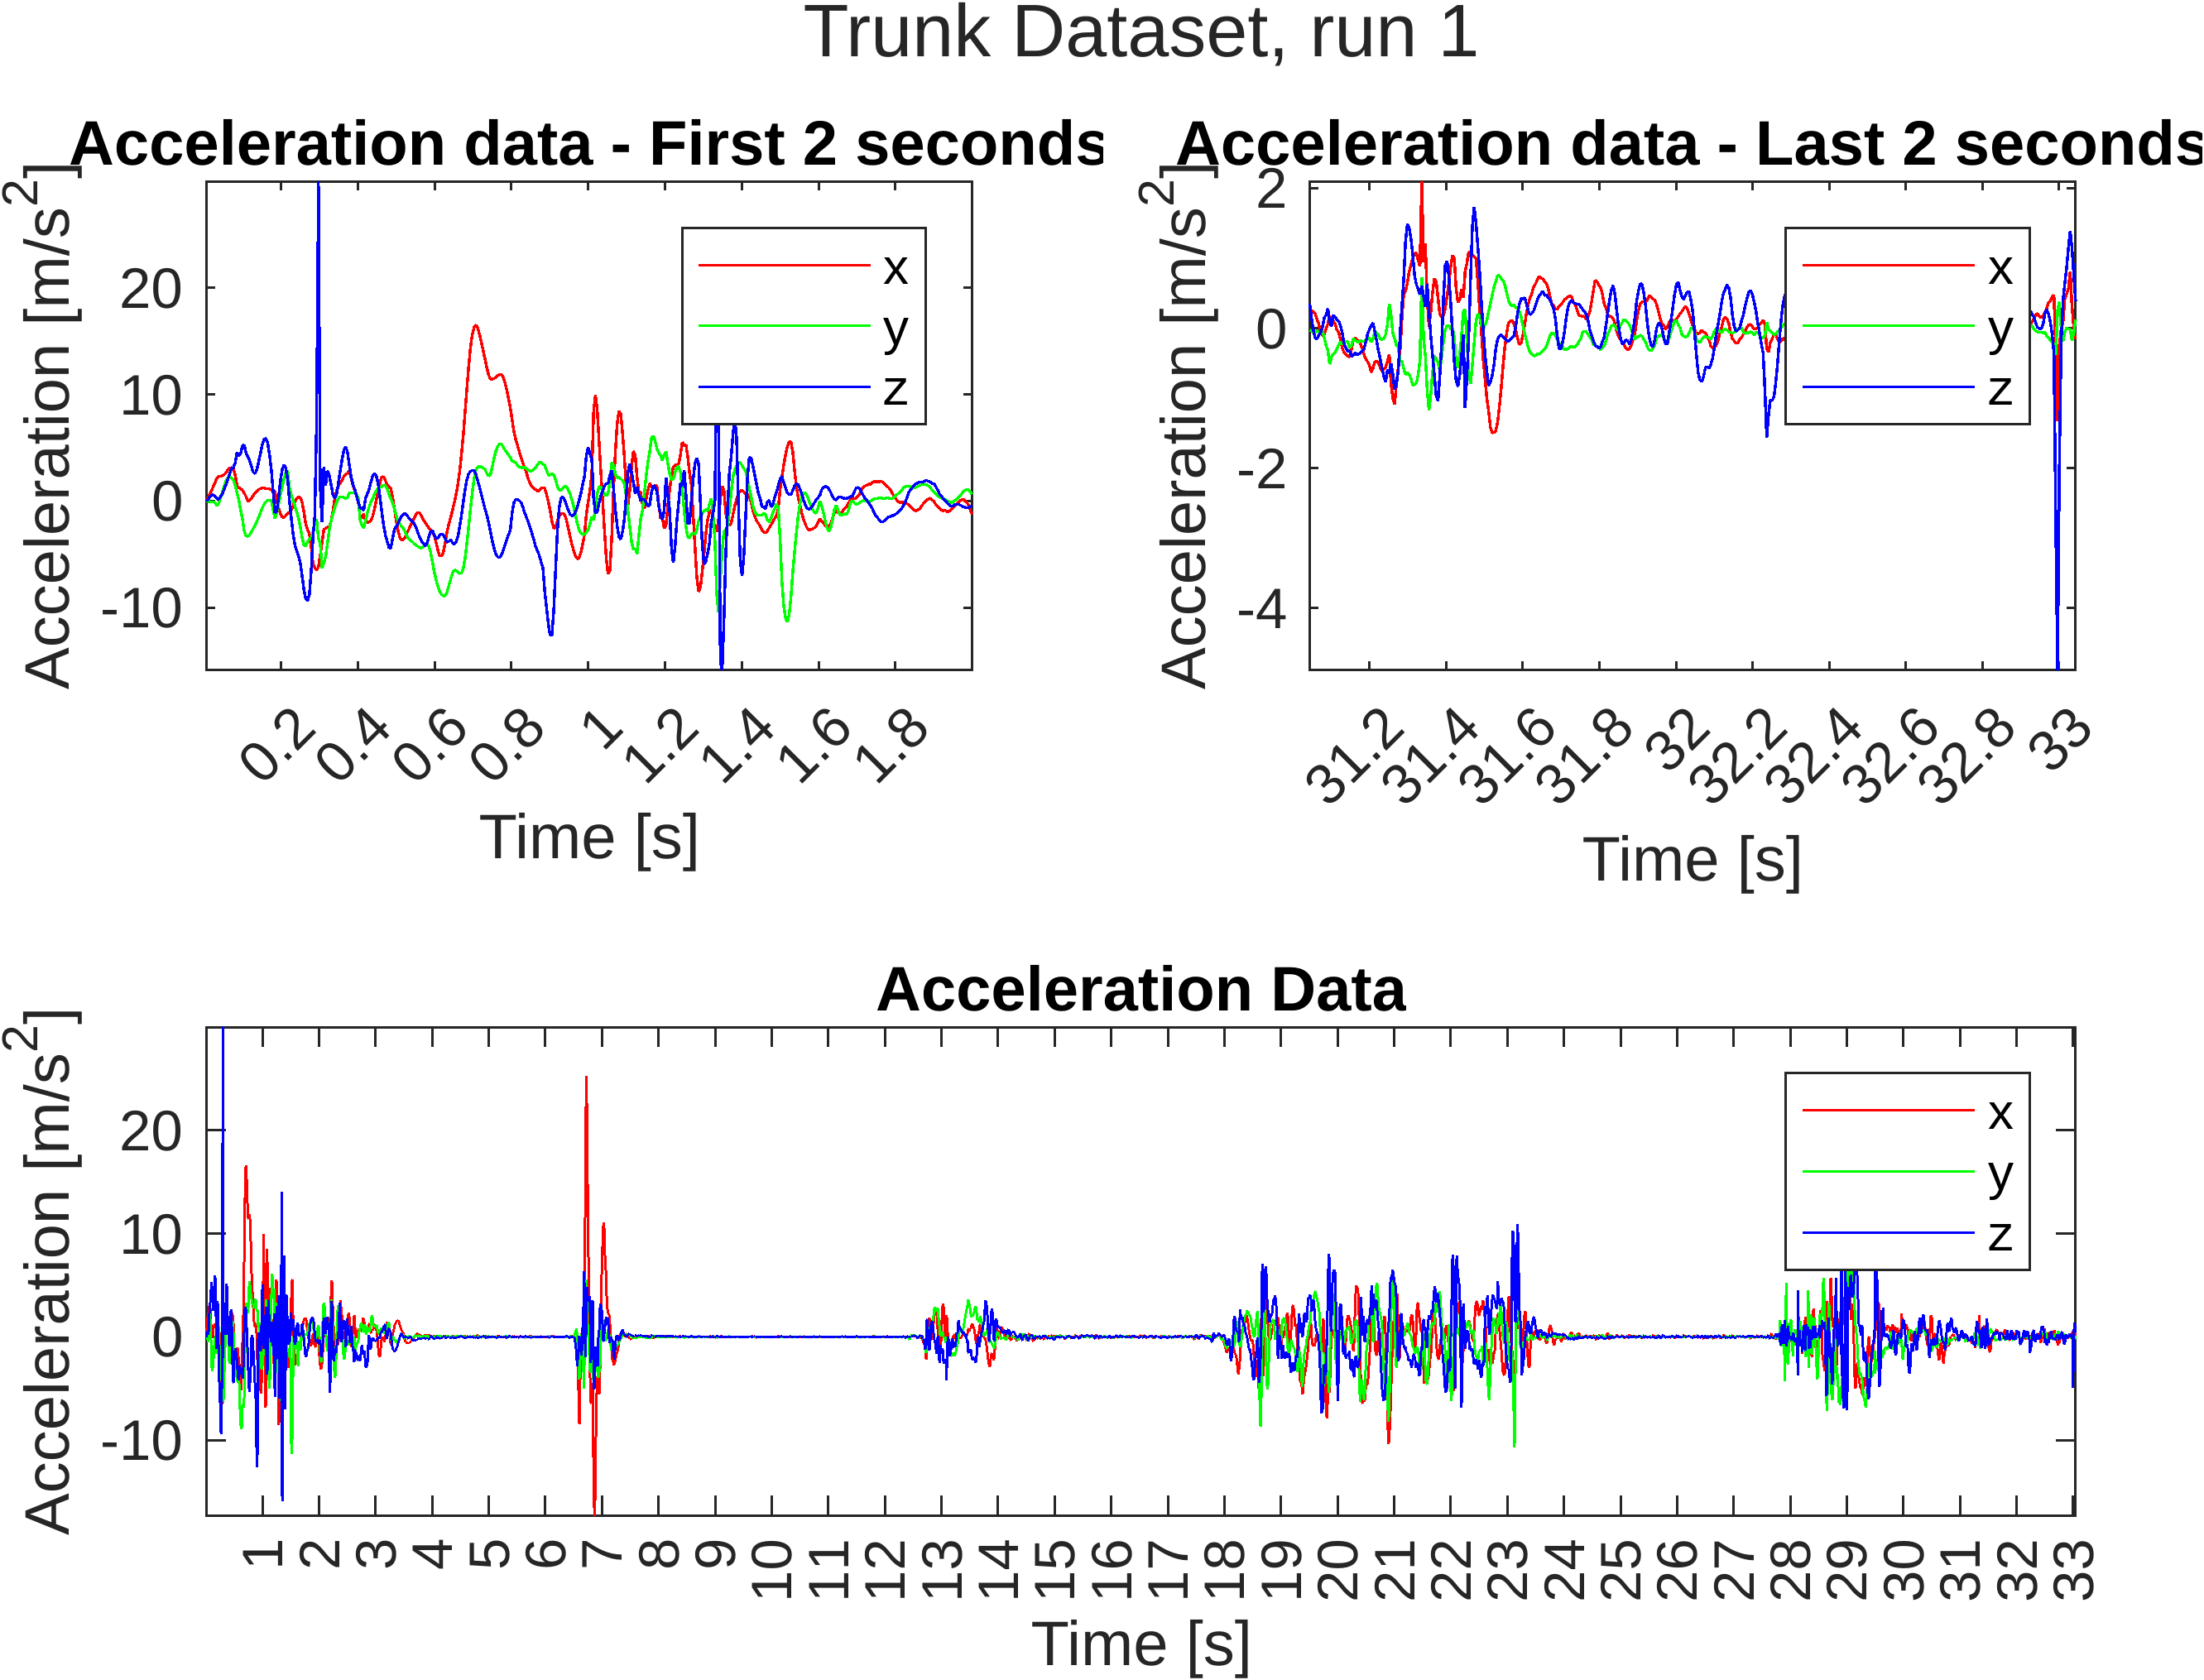 Trunk Dataset, run 1
Acceleration data - First 2 seconds
Acceleration [m/s2]
20
10
0
-10
x
y
z
0.2 0.4 0.6 0.8 1 1.2 1.4 1.6 1.8
Time [s]
Acceleration data - Last 2 seconds
Acceleration [m/s2]
2
0
-2
-4
x
y
z
31.2 31.4 31.6 31.8 32 32.2 32.4 32.6 32.8 33
Time [s]
Acceleration Data
Acceleration [m/s2]
20
10
0
-10
x
y
z
1 2 3 4 5 6 7 8 9 10 11 12 13 14 15 16 17 18 19 20 21 22 23 24 25 26 27 28 29 30 31 32 33
Time [s]